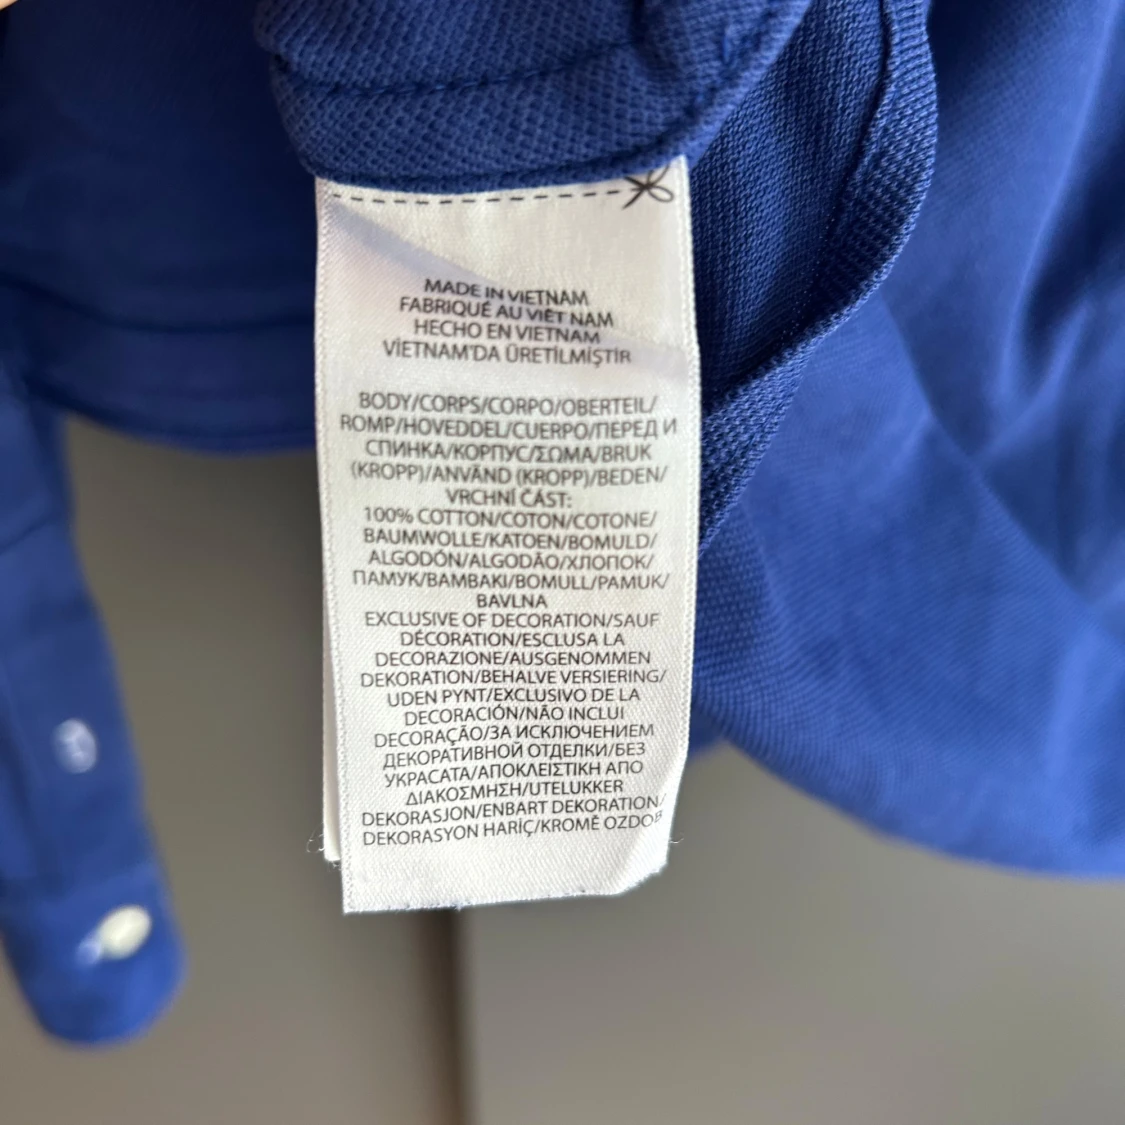 MADE IN VIETNAM
FABRIQUÉ AU VIÊT NAM
HECHO EN VIETNAM
VİETNAM'DA ÜRETİLMİŞTİR
BODY/CORPS/CORPO/OBERTEIL/
ROMP/HOVEDDEL/CUERPO/ПЕРЕД И
СПИНКА/КОРПУС/ΣΩΜΑ/BRUK
(KROPP)/ANVÄND (KROPP)/BEDEN/
VRCHNÍ ČÁST:
100% COTTON/COTON/COTONE/
BAUMWOLLE/KATOEN/BOMULD/
ALGODÓN/ALGODÃO/ХЛОПОК/
ПАМУК/ΒΑΜΒΑΚΙ/BOMULL/PAMUK/
BAVLNA
EXCLUSIVE OF DECORATION/SAUF
DÉCORATION/ESCLUSA LA
DECORAZIONE/AUSGENOMMEN
DEKORATION/BEHALVE VERSIERING/
UDEN PYNT/EXCLUSIVO DE LA
DECORACIÓN/NÃO INCLUI
DECORAÇÃO/ЗА ИСКЛЮЧЕНИЕМ
ДЕКОРАТИВНОЙ ОТДЕЛКИ/БЕЗ
УКРАСАТА/ΑΠΟΚΛΕΙΣΤΙΚΗ ΑΠΟ
ΔΙΑΚΟΣΜΗΣΗ/UTELUKKER
DEKORASJON/ENBART DEKORATION/
DEKORASYON HARİÇ/KROMĚ OZDOB